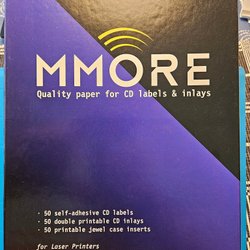 MMORE
Quality paper for CD labels & inlays
· 50 self-adhesive CD labels
· 50 double printable CD inlays
· 50 printable jewel case inserts
for Laser Printers